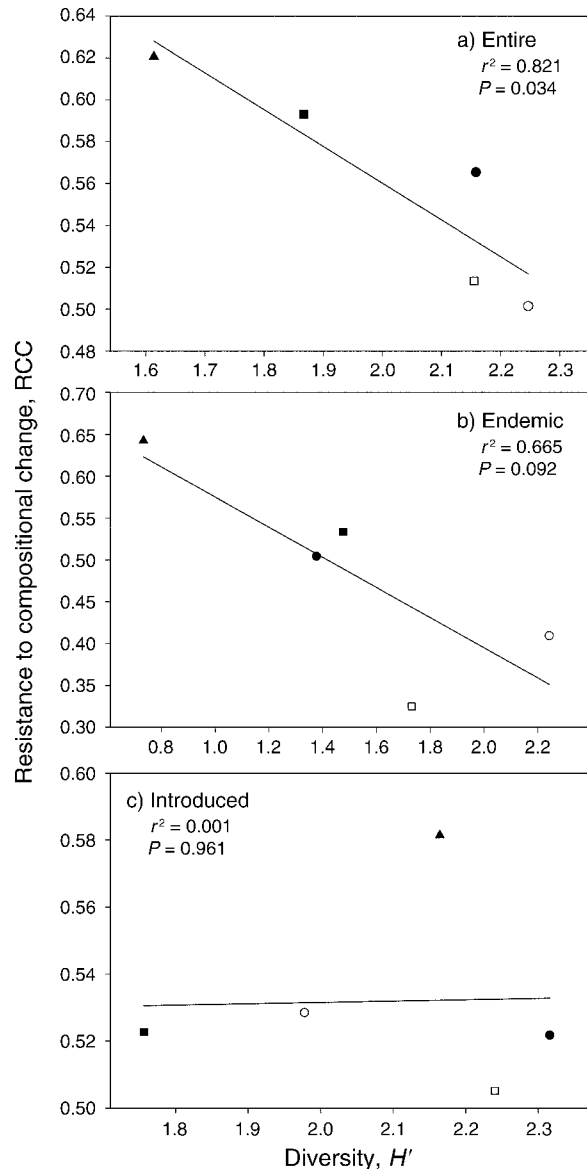 Resistance to compositional change, RCC
0.64
0.62
0.60
0.58
0.56
0.54
0.52
0.50
0.48
a) Entire
r² = 0.821
P = 0.034
1.6 1.7 1.8 1.9 2.0 2.1 2.2 2.3
0.70
0.65
0.60
0.55
0.50
0.45
0.40
0.35
0.30
b) Endemic
r² = 0.665
P = 0.092
0.8 1.0 1.2 1.4 1.6 1.8 2.0 2.2
0.60
0.58
0.56
0.54
0.52
0.50
c) Introduced
r² = 0.001
P = 0.961
1.8 1.9 2.0 2.1 2.2 2.3
Diversity, H′